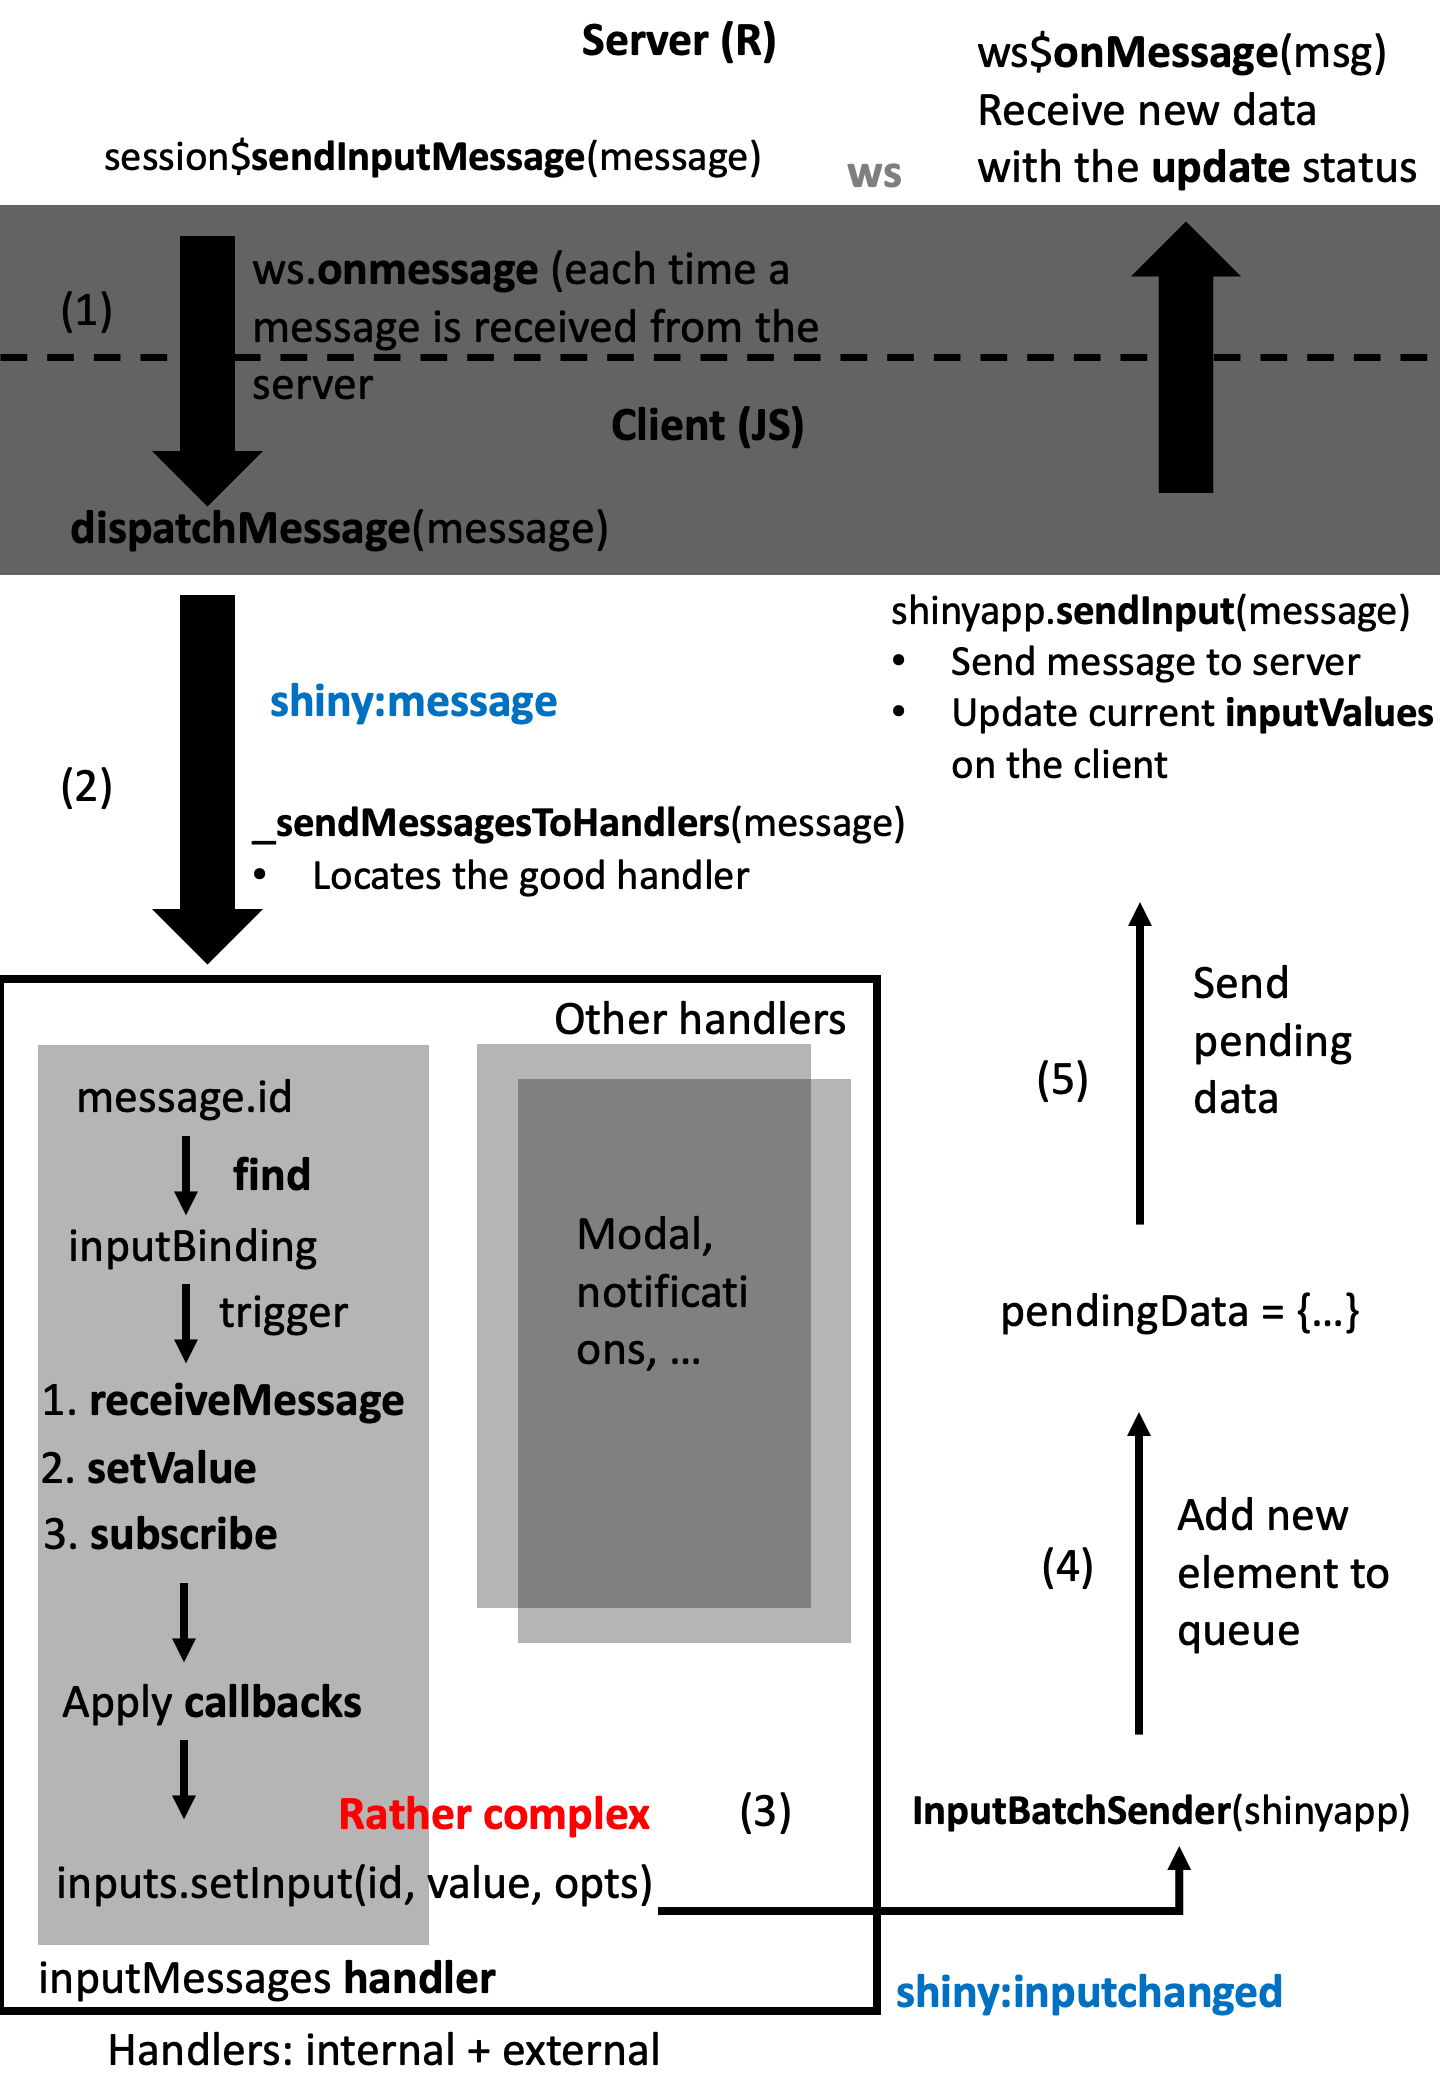 Server (R)
ws$onMessage(msg)
Receive new data
with the update status
session$sendInputMessage(message)
ws
(1)
ws.onmessage (each time a
message is received from the
server
Client (JS)
dispatchMessage(message)
shinyapp.sendInput(message)
• Send message to server
• Update current inputValues
on the client
shiny:message
(2)
_sendMessagesToHandlers(message)
• Locates the good handler
Other handlers
message.id
find
inputBinding
trigger
1. receiveMessage
2. setValue
3. subscribe
Apply callbacks
Modal,
notificati
ons, ...
Rather complex
(3)
inputs.setInput(id, value, opts)
inputMessages handler
Handlers: internal + external
Send
pending
data
(5)
pendingData = {...}
Add new
element to
queue
(4)
InputBatchSender(shinyapp)
shiny:inputchanged